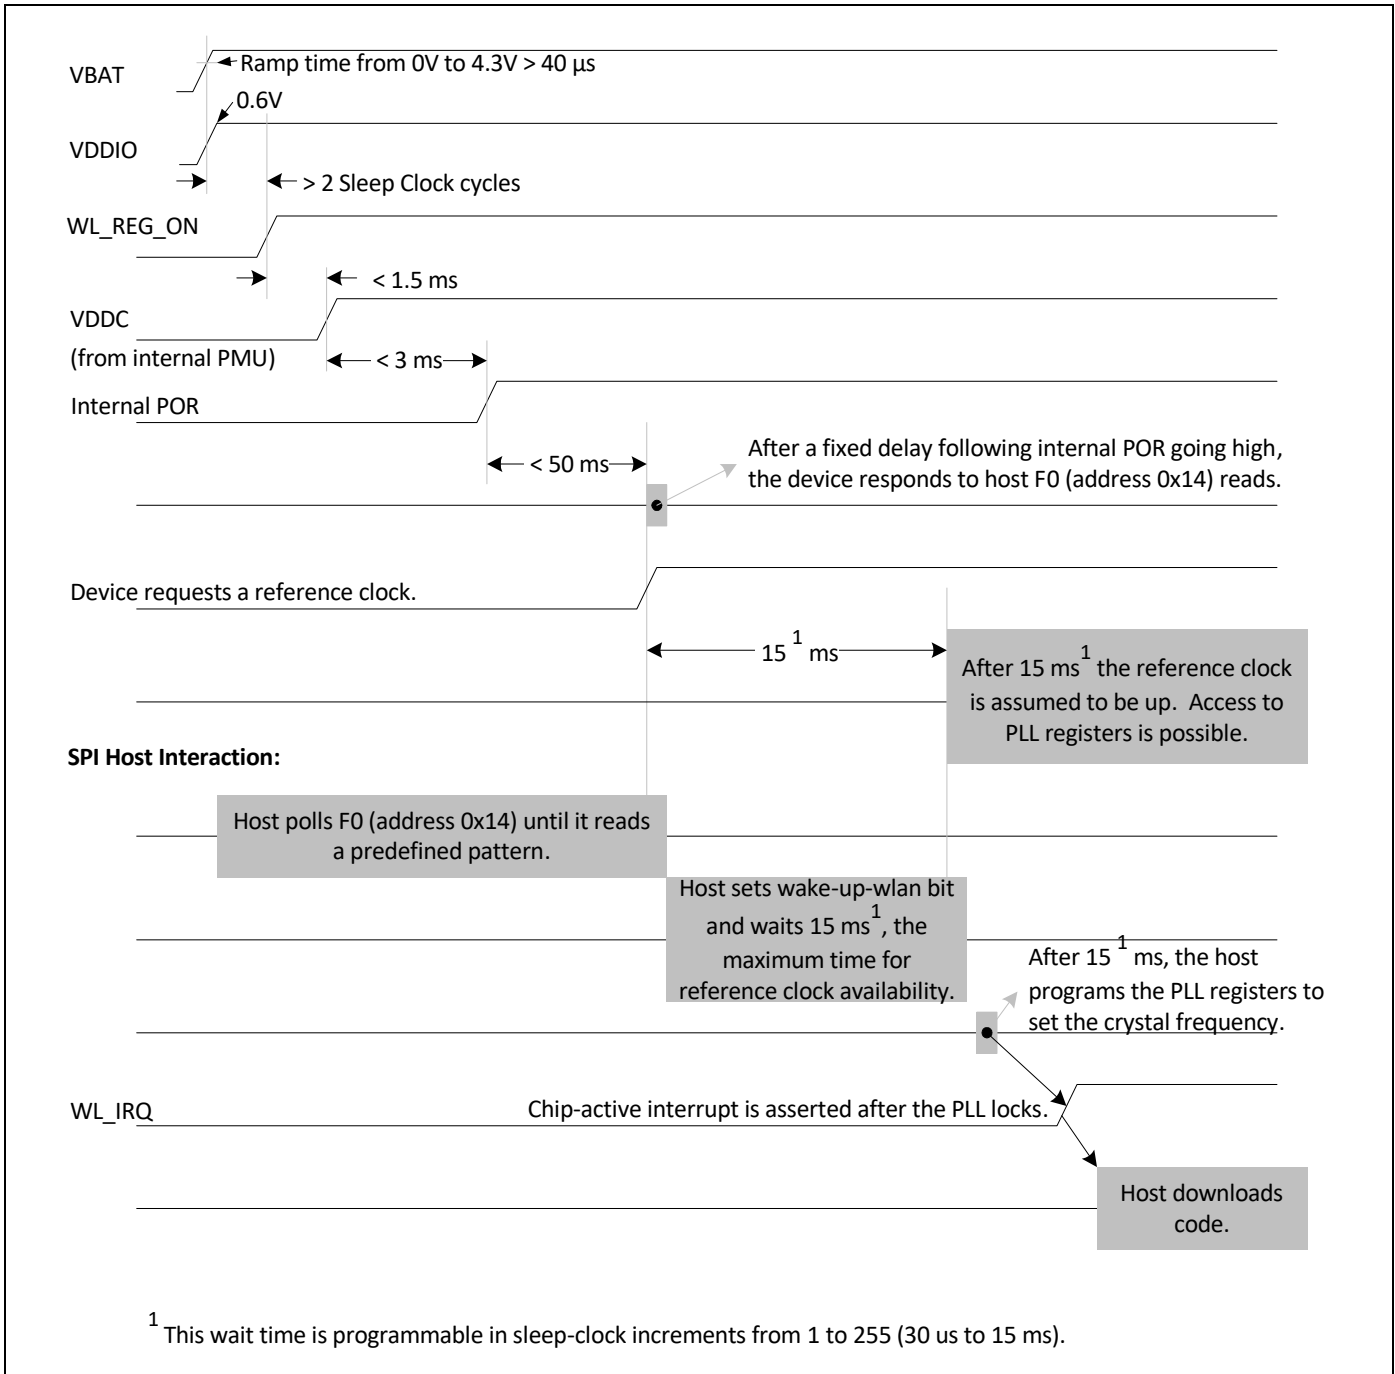 VBAT
Ramp time from 0V to 4.3V > 40 µs
0.6V
VDDIO
> 2 Sleep Clock cycles
WL_REG_ON
< 1.5 ms
VDDC
(from internal PMU)
< 3 ms
Internal POR
< 50 ms
After a fixed delay following internal POR going high,
the device responds to host F0 (address 0x14) reads.
Device requests a reference clock.
15 1 ms
After 15 ms1 the reference clock
is assumed to be up. Access to
PLL registers is possible.
SPI Host Interaction:
Host polls F0 (address 0x14) until it reads
a predefined pattern.
Host sets wake-up-wlan bit
and waits 15 ms1, the
maximum time for
reference clock availability.
After 15 1 ms, the host
programs the PLL registers to
set the crystal frequency.
WL_IRQ
Chip-active interrupt is asserted after the PLL locks.
Host downloads
code.
1 This wait time is programmable in sleep-clock increments from 1 to 255 (30 us to 15 ms).